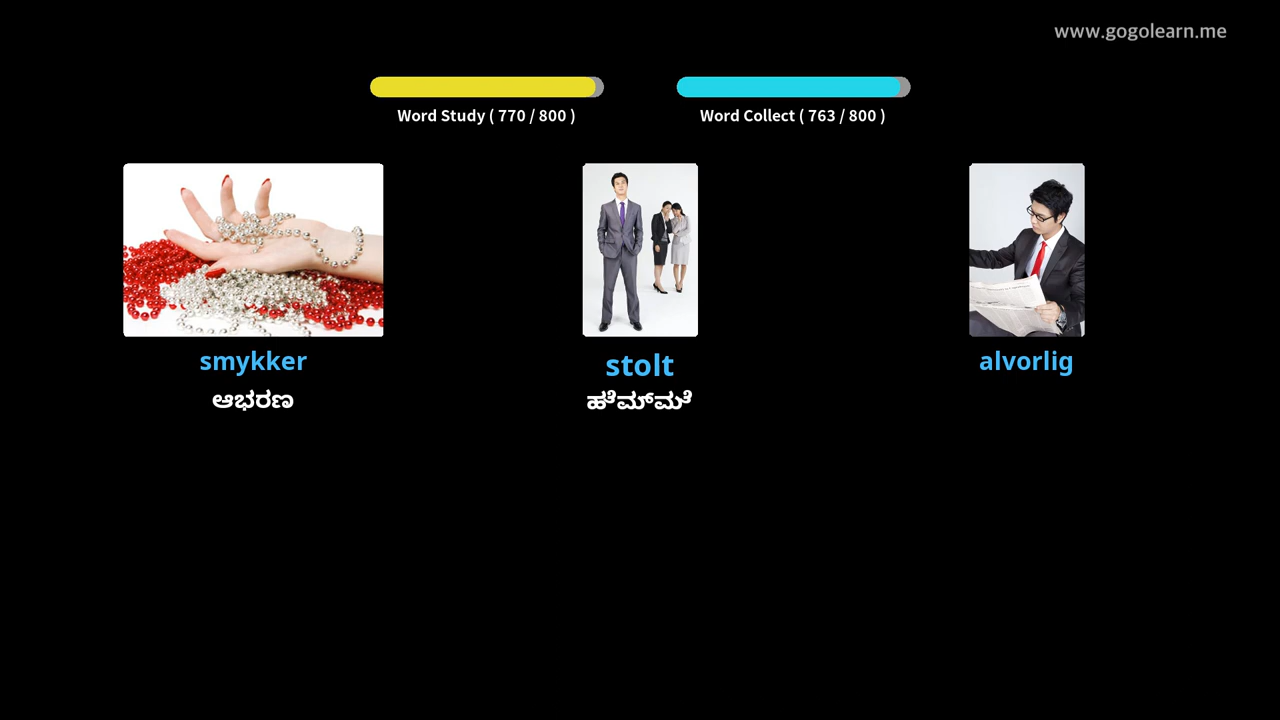 www.gogolearn.me
Word Study ( 770 / 800 )
Word Collect ( 763 / 800 )
smykker
stolt
alvorlig
ಆಭರಣ
ಹೆಮ್ಮೆ